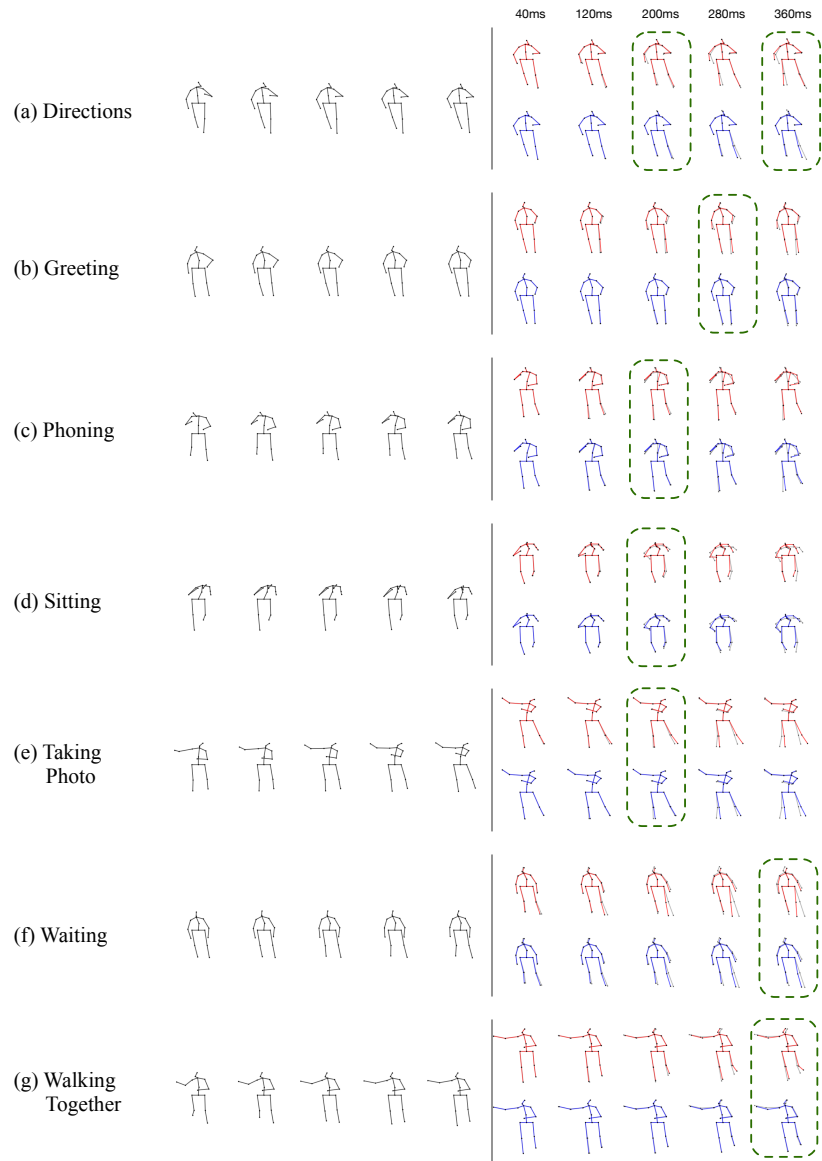 40ms 120ms 200ms 280ms 360ms
(a) Directions
(b) Greeting
(c) Phoning
(d) Sitting
(e) Taking
Photo
(f) Waiting
(g) Walking
Together